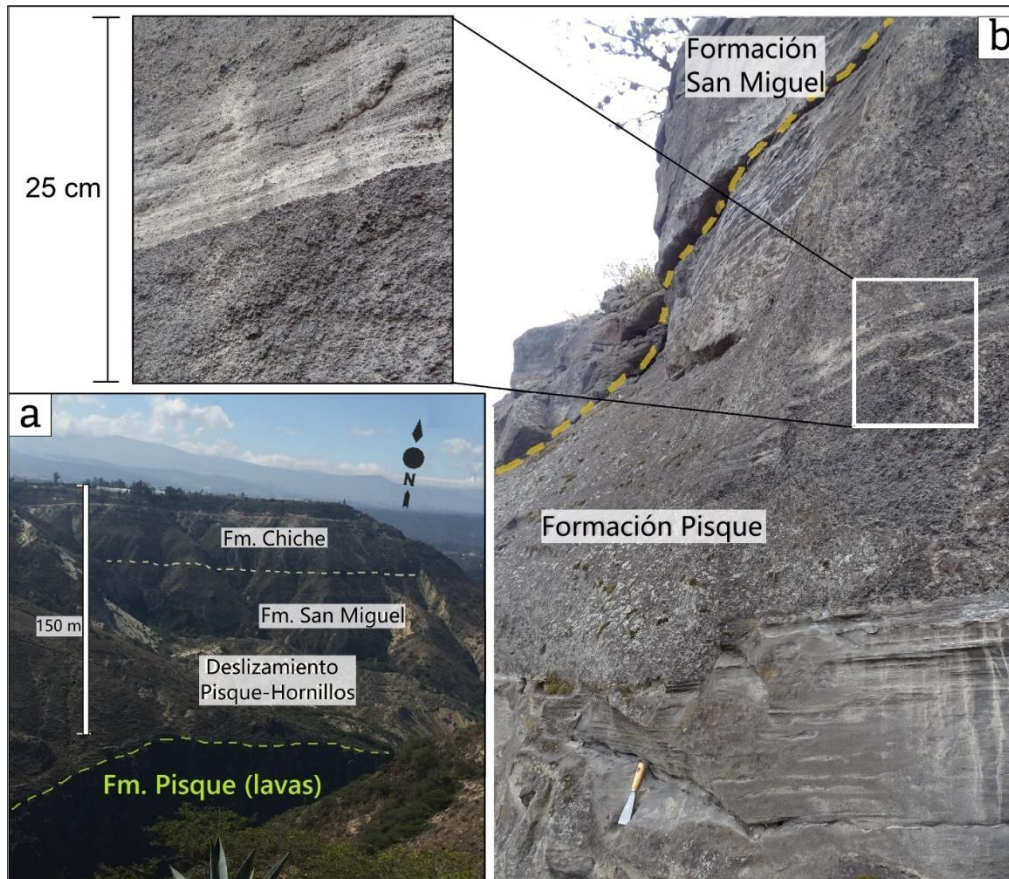 25 cm
Formación
San Miguel
b
a
N
Fm. Chiche
150 m
Fm. San Miguel
Deslizamiento
Pisque-Hornillos
Fm. Pisque (lavas)
Formación Pisque